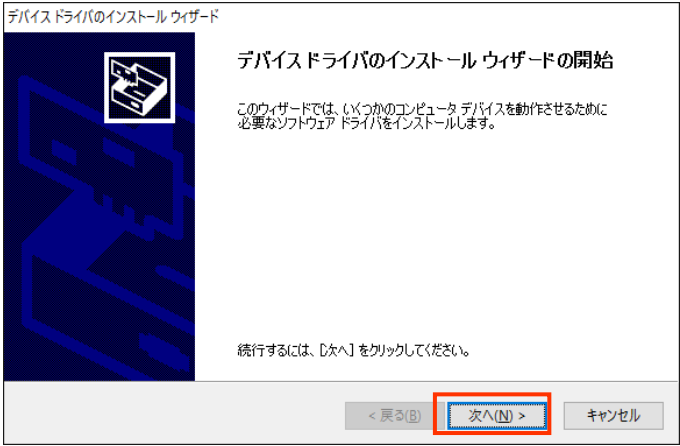 デバイス ドライバのインストール ウィザード
デバイス ドライバのインストール ウィザードの開始
このウィザードでは、いくつかのコンピュータ デバイスを動作させるために
必要なソフトウェア ドライバをインストールします。
続行するには、[次へ] をクリックしてください。
< 戻る(B)
次へ(N) >
キャンセル